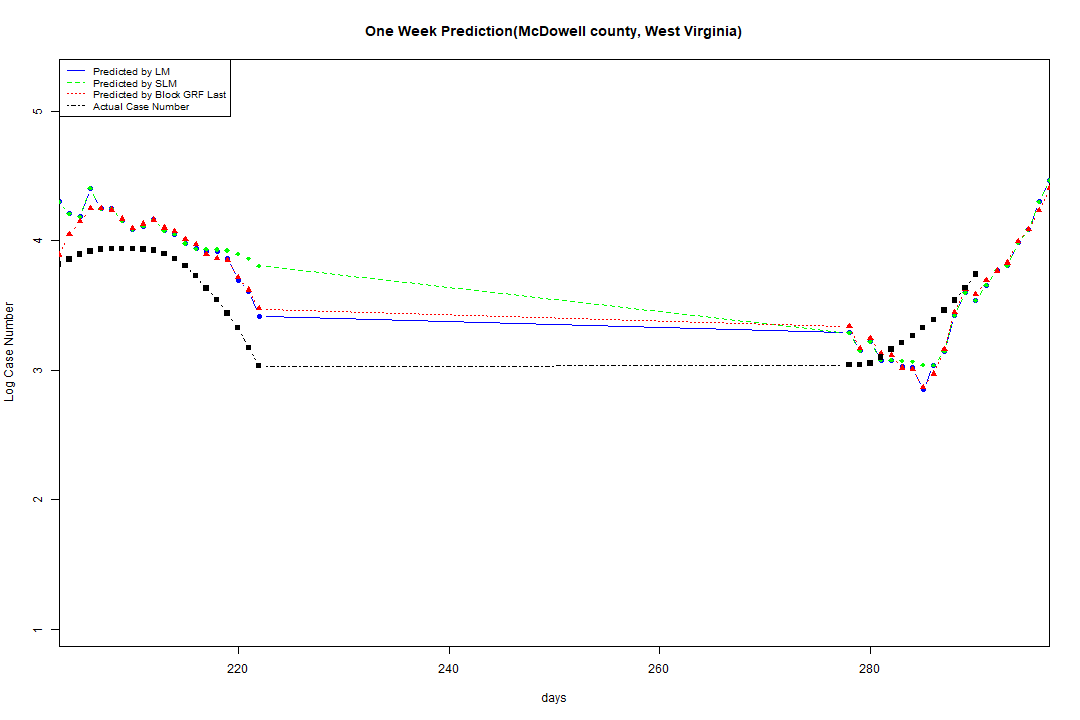 One Week Prediction(McDowell county, West Virginia)
Predicted by LM
Predicted by SLM
Predicted by Block GRF Last
Actual Case Number
5
4
3
2
1
Log Case Number
220 240 260 280
days